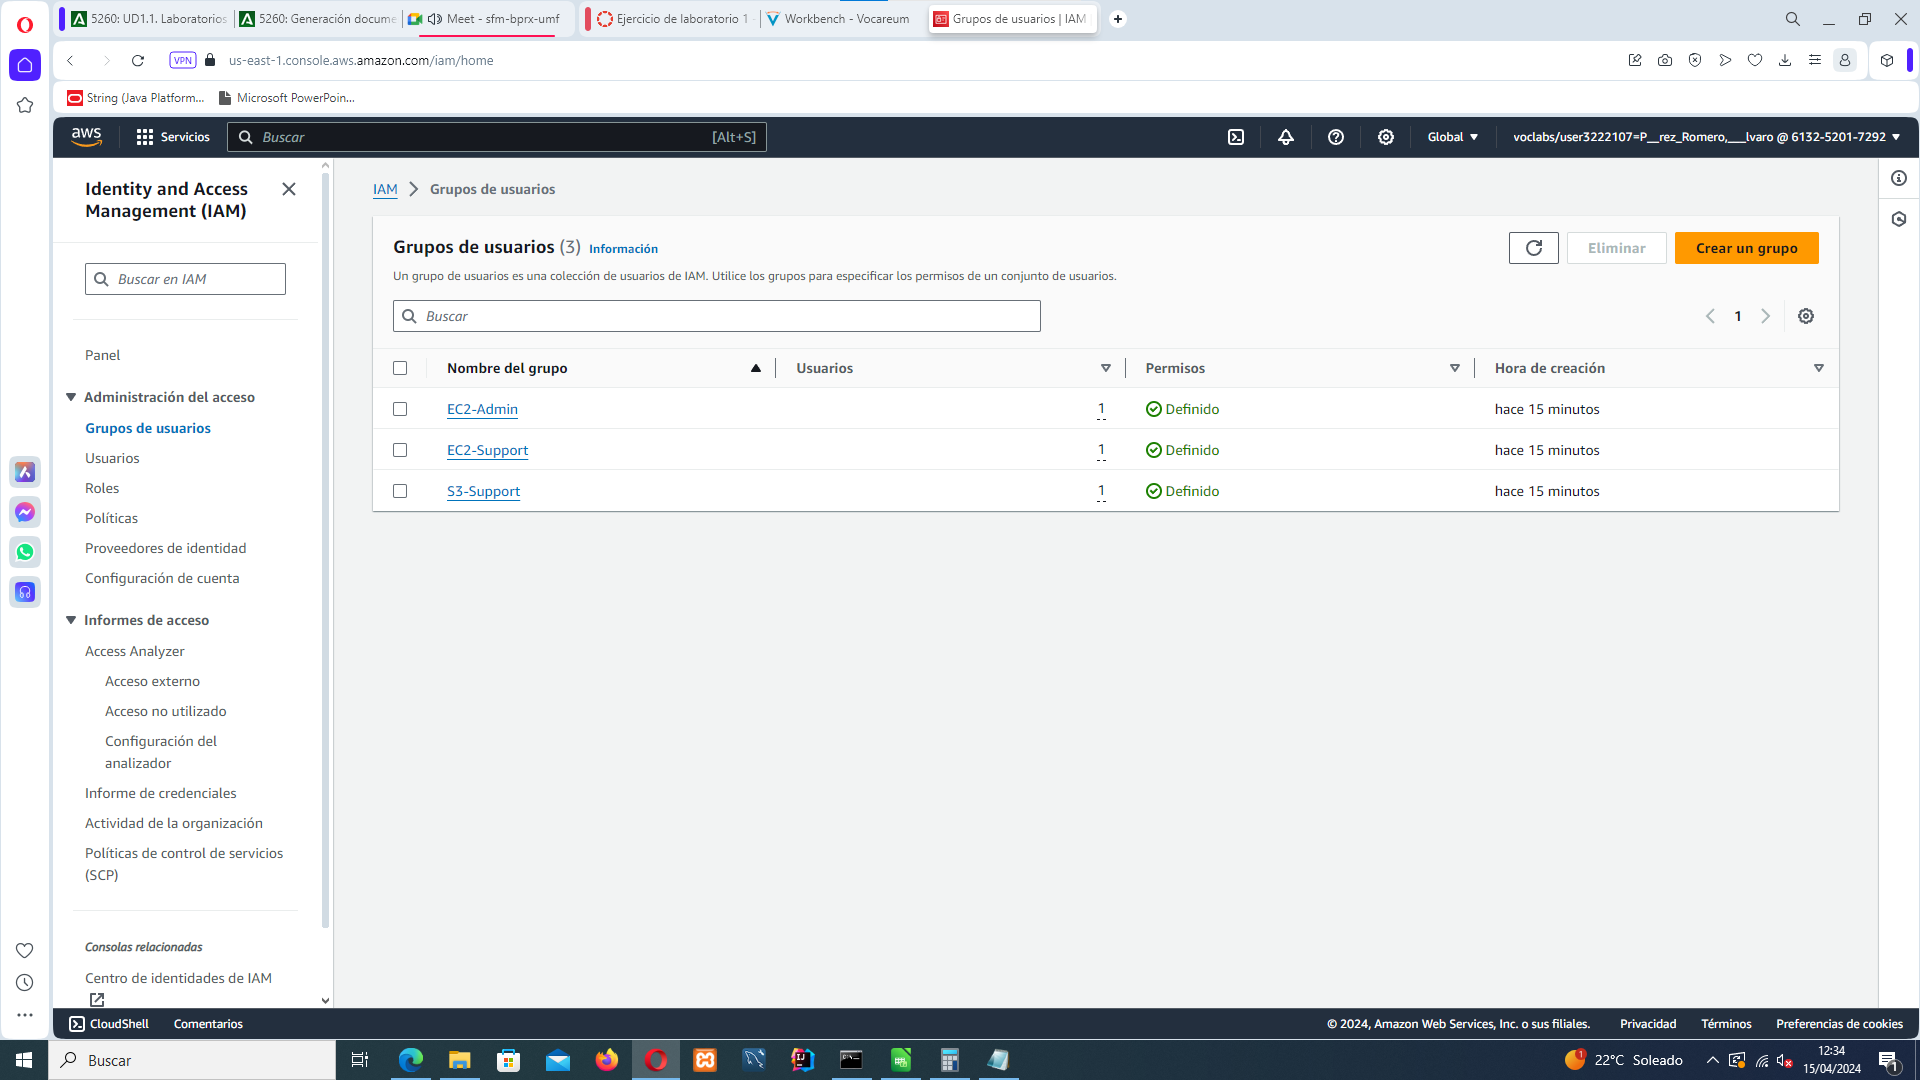 5260: UD1.1. Laboratorios
5260: Generación docume
Meet - sfm-bprx-umf
Ejercicio de laboratorio 1 -
Workbench - Vocareum
Grupos de usuarios | IAM
VPN
us-east-1.console.aws.amazon.com/iam/home
String (Java Platform...
Microsoft PowerPoin...
aws
Servicios
Buscar
[Alt+S]
Global
voclabs/user3222107=P__rez_Romero,___lvaro @ 6132-5201-7292
Identity and Access
Management (IAM)
Buscar en IAM
Panel
Administración del acceso
Grupos de usuarios
Usuarios
Roles
Políticas
Proveedores de identidad
Configuración de cuenta
Informes de acceso
Access Analyzer
Acceso externo
Acceso no utilizado
Configuración del
analizador
Informe de credenciales
Actividad de la organización
Políticas de control de servicios
(SCP)
Consolas relacionadas
Centro de identidades de IAM
IAM > Grupos de usuarios
Grupos de usuarios (3) Información
Eliminar
Crear un grupo
Un grupo de usuarios es una colección de usuarios de IAM. Utilice los grupos para especificar los permisos de un conjunto de usuarios.
Buscar
1
Nombre del grupo Usuarios Permisos Hora de creación
EC2-Admin 1 Definido hace 15 minutos
EC2-Support 1 Definido hace 15 minutos
S3-Support 1 Definido hace 15 minutos
CloudShell Comentarios
© 2024, Amazon Web Services, Inc. o sus filiales. Privacidad Términos Preferencias de cookies
Buscar
1
22°C Soleado
12:34
15/04/2024
1